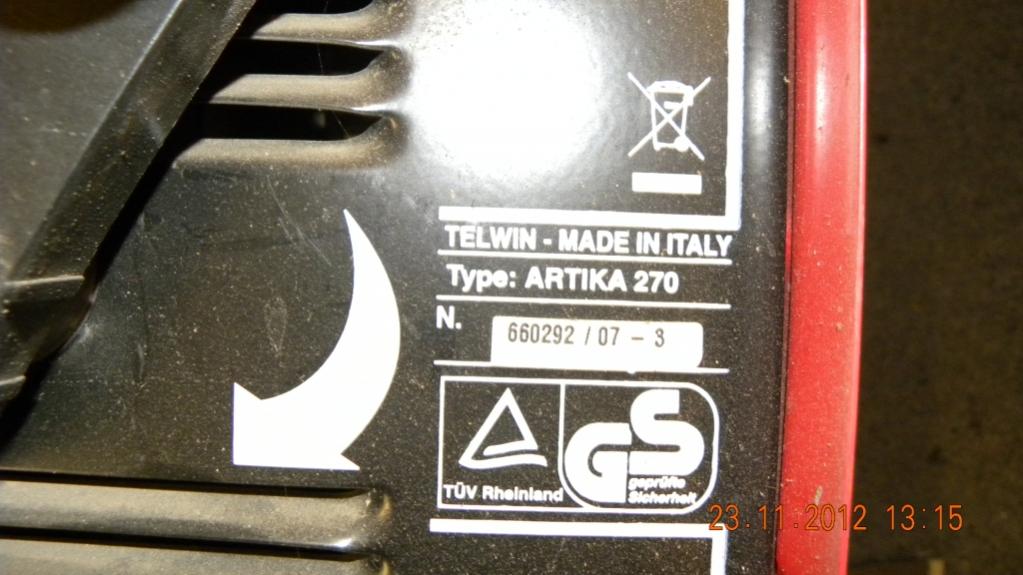 TELWIN - MADE IN ITALY
Type: ARTIKA 270
N. 660292 / 07 - 3
TÜV Rheinland
GS
geprüfte
Sicherheit
23.11.2012 13:15